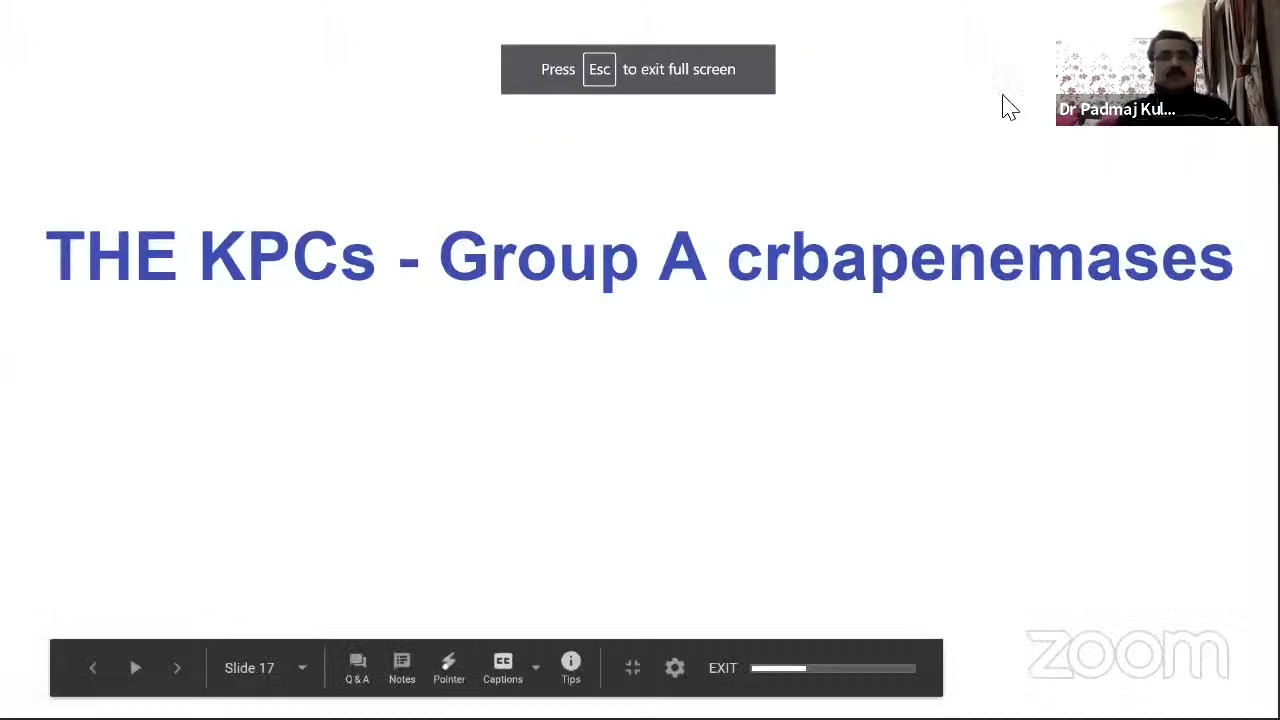 Press Esc to exit full screen
Dr Padmaj Kul...
THE KPCs - Group A crbapenemases
Slide 17
Q & A
Notes
Pointer
CC
Captions
Tips
EXIT
zoom